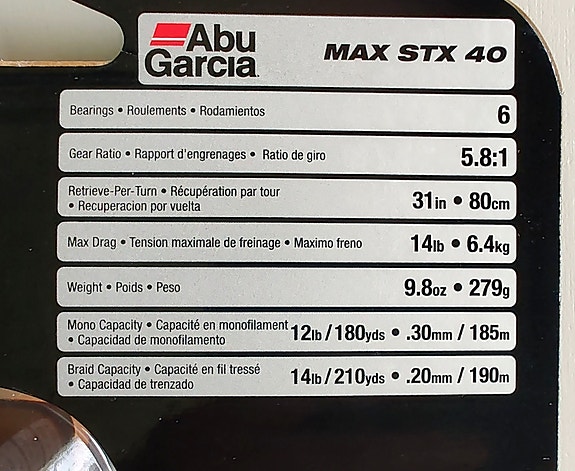 Abu
Garcia
MAX STX 40
Bearings • Roulements • Rodamientos 6
Gear Ratio • Rapport d'engrenages • Ratio de giro 5.8:1
Retrieve-Per-Turn • Récupération par tour
• Recuperacion por vuelta 31in • 80cm
Max Drag • Tension maximale de freinage • Maximo freno 14lb • 6.4kg
Weight • Poids • Peso 9.8oz • 279g
Mono Capacity • Capacité en monofilament
• Capacidad de monofilamento 12lb/180yds • .30mm / 185m
Braid Capacity • Capacité en fil tressé
• Capacidad de trenzado 14lb/210yds • .20mm / 190m